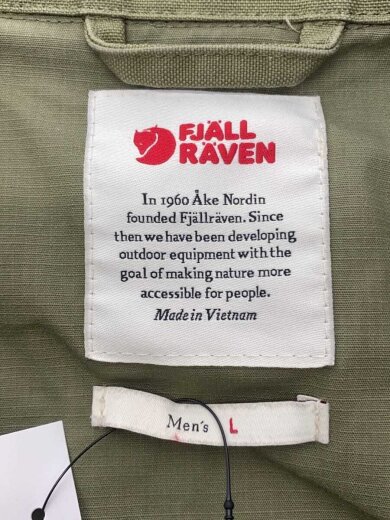 FJÄLL
RÄVEN
In 1960 Åke Nordin
founded Fjällräven. Since
then we have been developing
outdoor equipment with the
goal of making nature more
accessible for people.
Made in Vietnam
Men's L